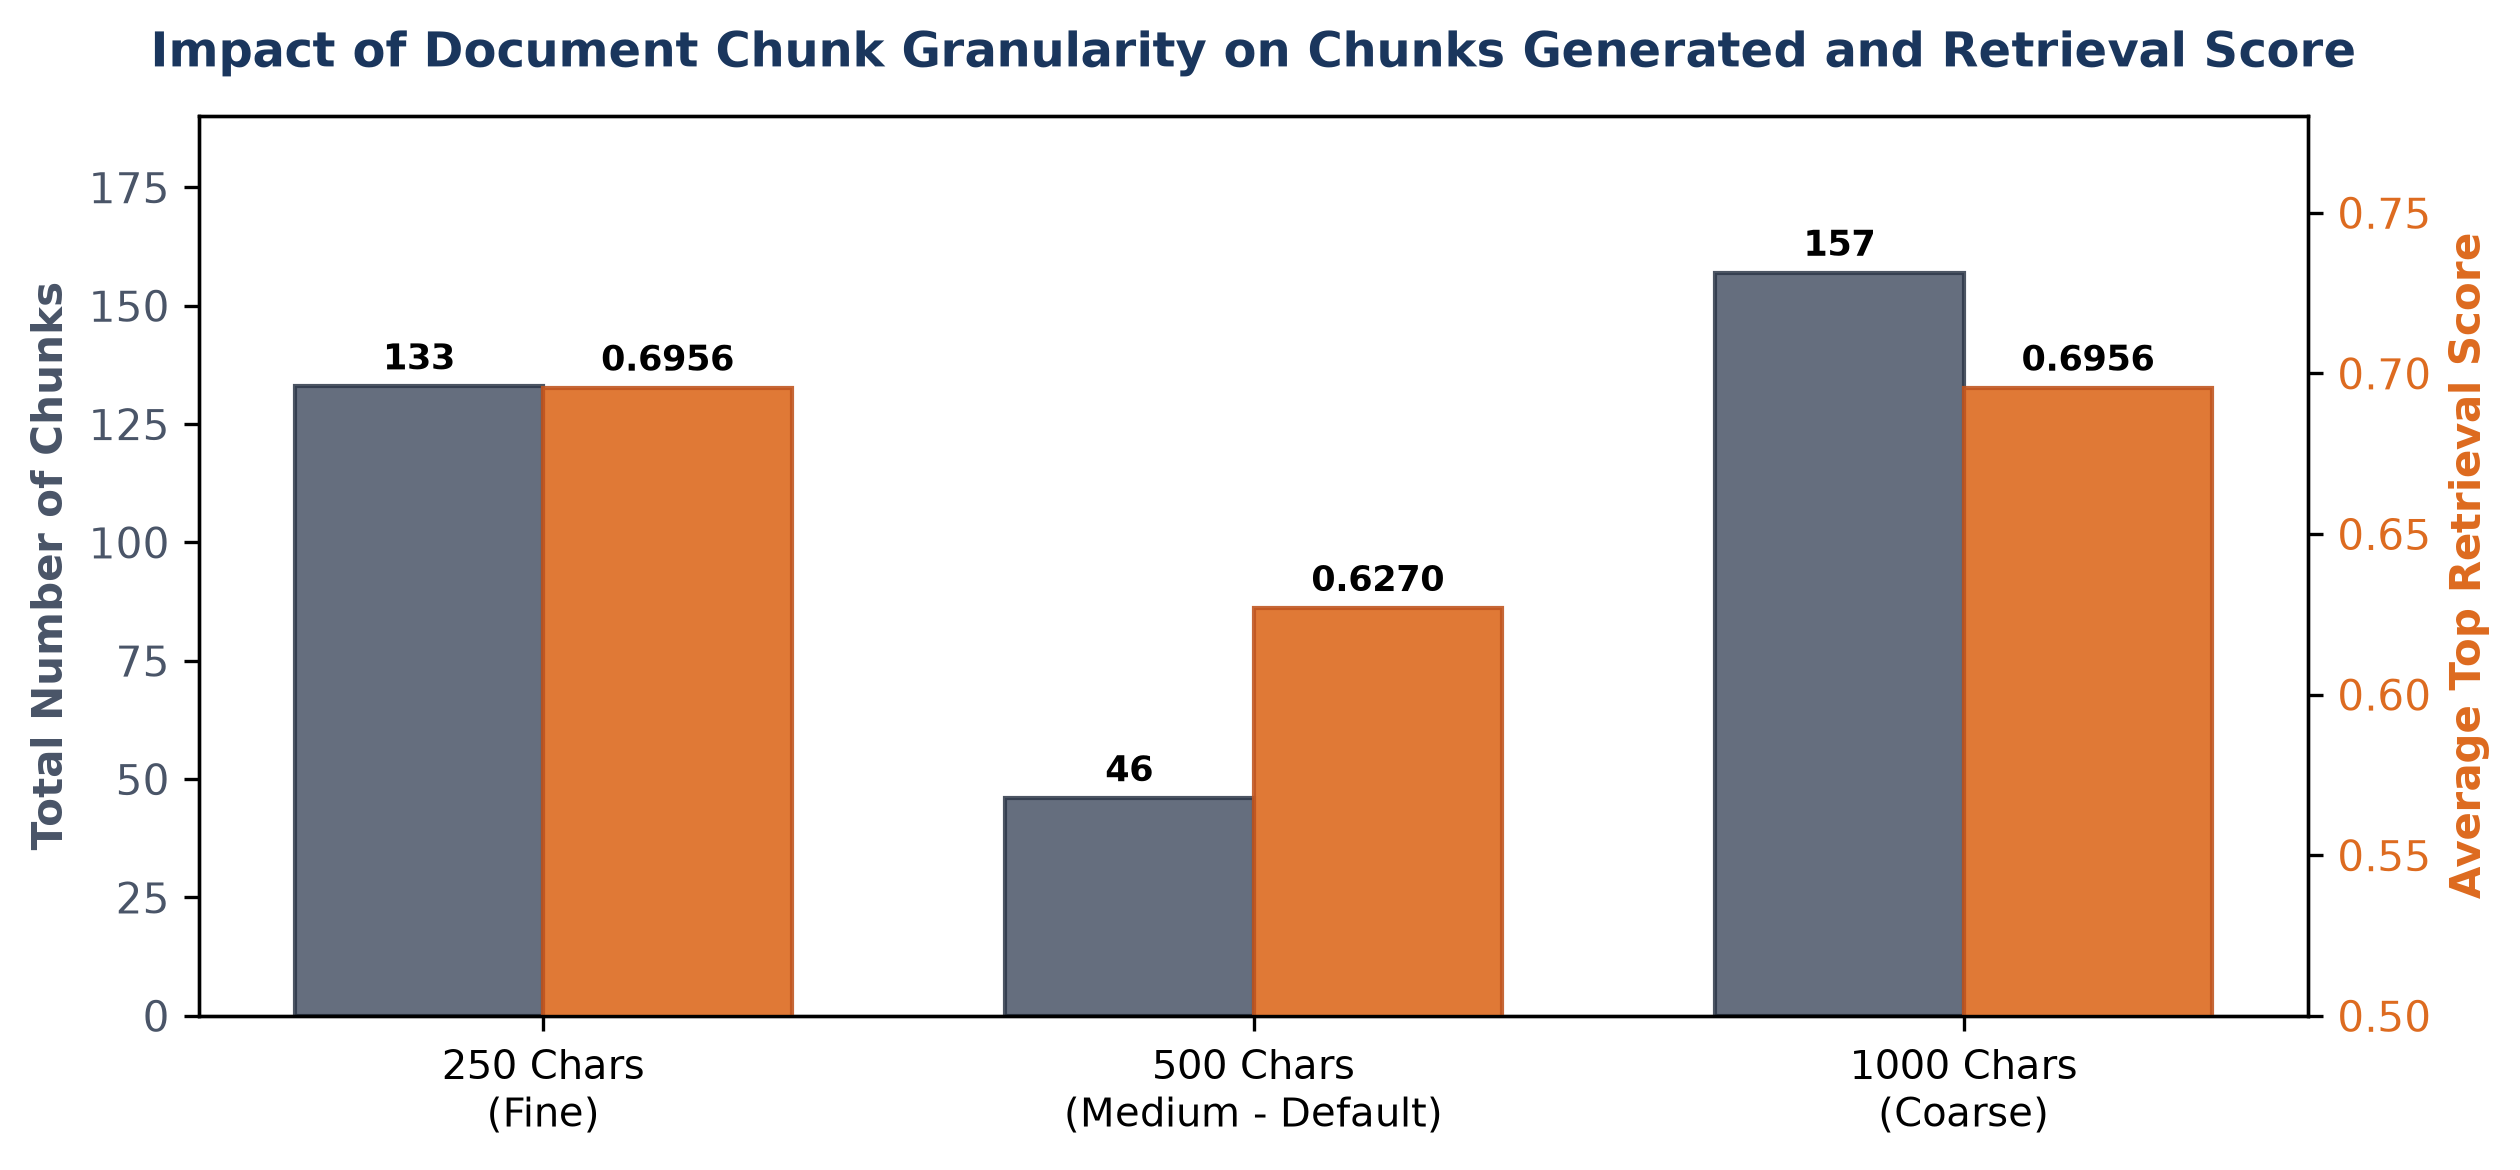 Impact of Document Chunk Granularity on Chunks Generated and Retrieval Score
Total Number of Chunks
175
150
125
100
75
50
25
0
133
0.6956
46
0.6270
157
0.6956
0.75
0.70
0.65
0.60
0.55
0.50
Average Top Retrieval Score
250 Chars
(Fine)
500 Chars
(Medium - Default)
1000 Chars
(Coarse)